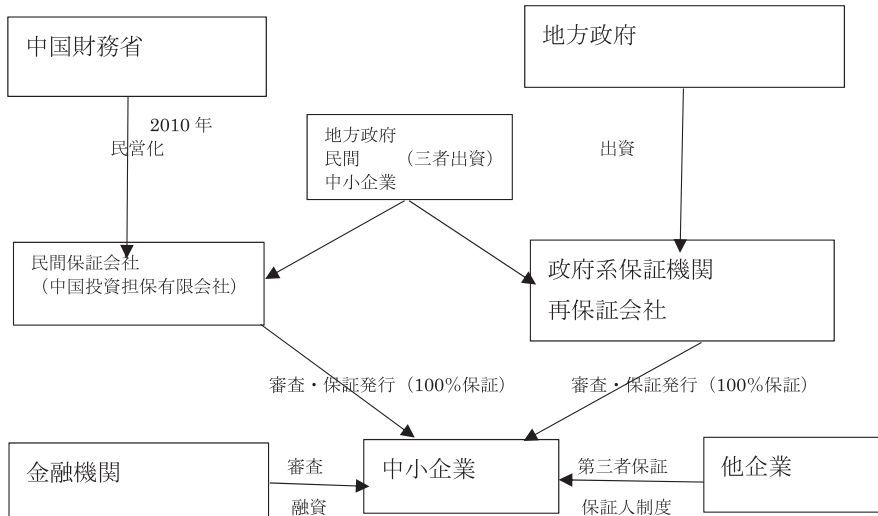 中国財務省
地方政府
2010 年
民営化
地方政府
民間　　（三者出資）
中小企業
出資
民間保証会社
（中国投資担保有限会社）
政府系保証機関
再保証会社
審査・保証発行（100％保証）
審査・保証発行（100％保証）
金融機関
審査
融資
中小企業
第三者保証
保証人制度
他企業